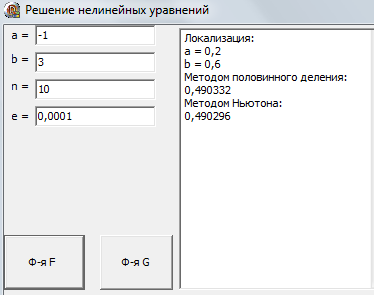 Решение нелинейных уравнений
a = -1
b = 3
n = 10
e = 0,0001
Локализация:
a = 0,2
b = 0,6
Методом половинного деления:
0,490332
Методом Ньютона:
0,490296
Ф-я F
Ф-я G